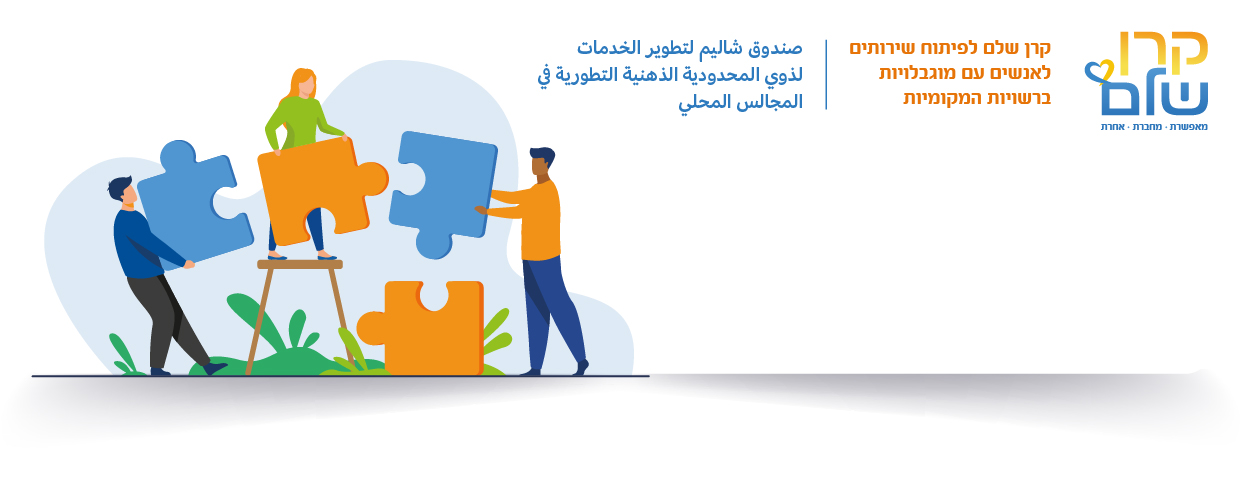 קרן
שלם
מאפשרת · מחברת · אחרת
קרן שלם לפיתוח שירותים
לאנשים עם מוגבלויות
ברשויות המקומיות
صندوق شاليم لتطوير الخدمات
لذوي المحدودية الذهنية التطورية في
المجالس المحلي